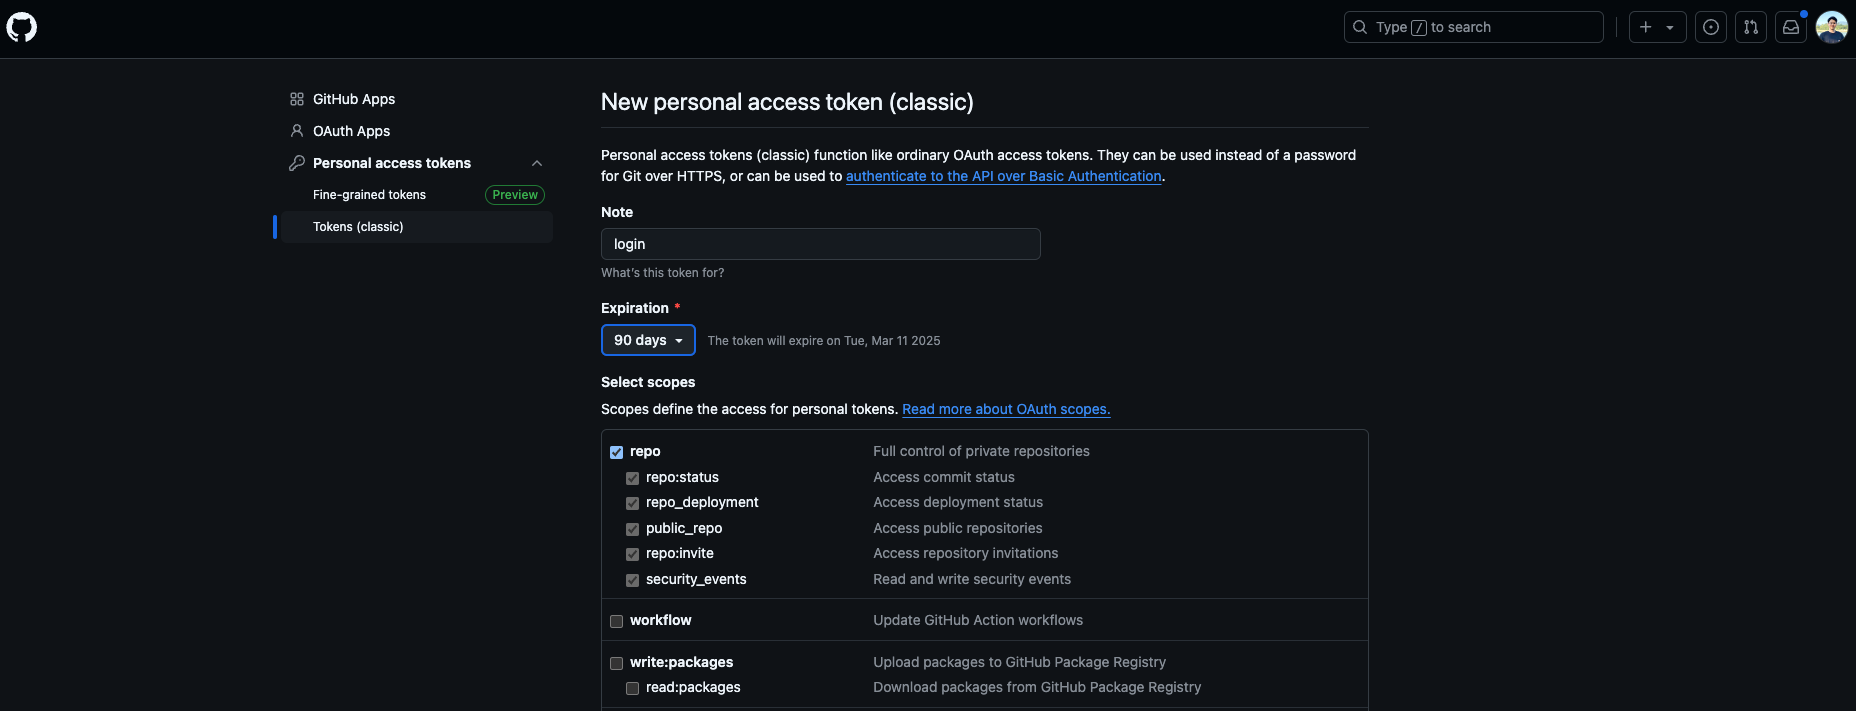 Type / to search
GitHub Apps
OAuth Apps
Personal access tokens
Fine-grained tokens Preview
Tokens (classic)
New personal access token (classic)
Personal access tokens (classic) function like ordinary OAuth access tokens. They can be used instead of a password
for Git over HTTPS, or can be used to authenticate to the API over Basic Authentication.
Note
login
What's this token for?
Expiration *
90 days The token will expire on Tue, Mar 11 2025
Select scopes
Scopes define the access for personal tokens. Read more about OAuth scopes.
repo Full control of private repositories
repo:status Access commit status
repo_deployment Access deployment status
public_repo Access public repositories
repo:invite Access repository invitations
security_events Read and write security events
workflow Update GitHub Action workflows
write:packages Upload packages to GitHub Package Registry
read:packages Download packages from GitHub Package Registry